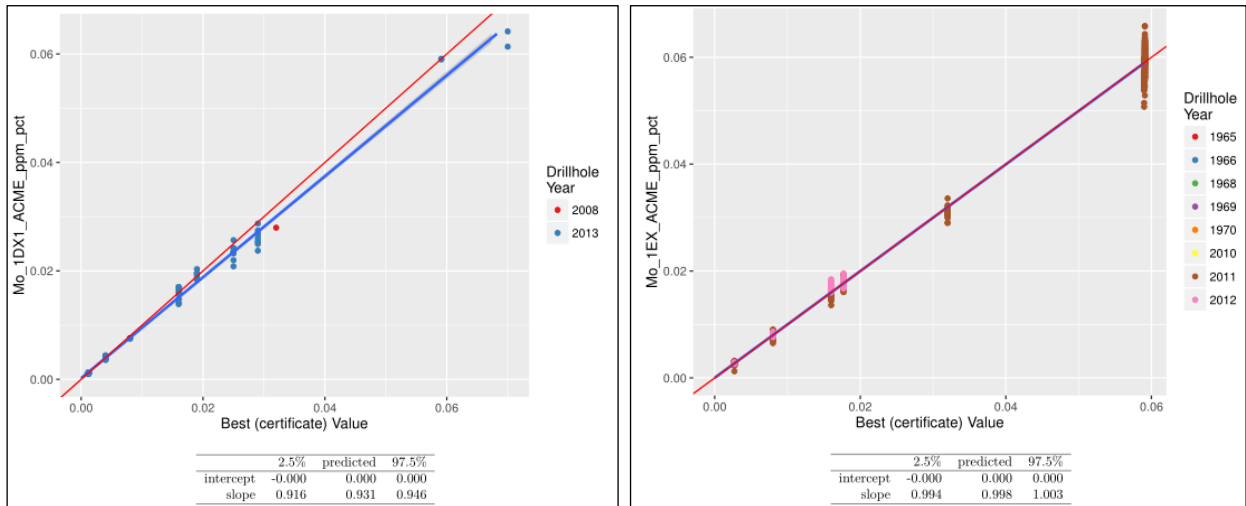 Mo_1DX1_ACME_ppm_pct
0.06
0.04
0.02
0.00
0.00 0.02 0.04 0.06
Best (certificate) Value
Drillhole
Year
2008
2013
2.5% predicted 97.5%
intercept -0.000 0.000 0.000
slope 0.916 0.931 0.946
Mo_1EX_ACME_ppm_pct
0.06
0.04
0.02
0.00
0.00 0.02 0.04 0.06
Best (certificate) Value
Drillhole
Year
1965
1966
1968
1969
1970
2010
2011
2012
2.5% predicted 97.5%
intercept -0.000 0.000 0.000
slope 0.994 0.998 1.003